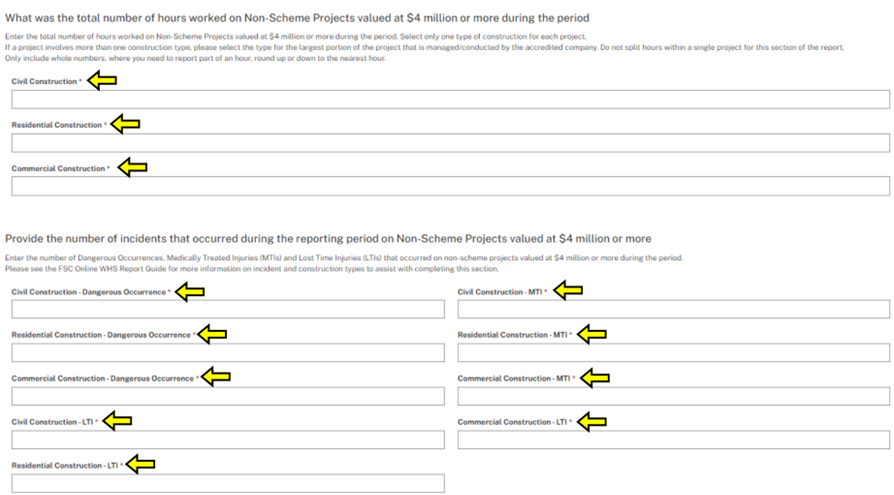 What was the total number of hours worked on Non-Scheme Projects valued at $4 million or more during the period
Enter the total number of hours worked on Non-Scheme Projects valued at $4 million or more during the period. Select only one type of construction for each project.
If a project involves more than one construction type, please select the type for the largest portion of the project that is managed/conducted by the accredited company. Do not split hours within a single project for this section of the report.
Only include whole numbers, where you need to report part of an hour, round up or down to the nearest hour.
Civil Construction *
Residential Construction *
Commercial Construction *
Provide the number of incidents that occurred during the reporting period on Non-Scheme Projects valued at $4 million or more
Enter the number of Dangerous Occurrences, Medically Treated Injuries (MTIs) and Lost Time Injuries (LTIs) that occurred on non-scheme projects valued at $4 million or more during the period.
Please see the FSC Online WHS Report Guide for more information on incident and construction types to assist with completing this section.
Civil Construction - Dangerous Occurrence *
Civil Construction - MTI *
Residential Construction - Dangerous Occurrence *
Residential Construction - MTI *
Commercial Construction - Dangerous Occurrence *
Commercial Construction - MTI *
Civil Construction - LTI *
Commercial Construction - LTI *
Residential Construction - LTI *